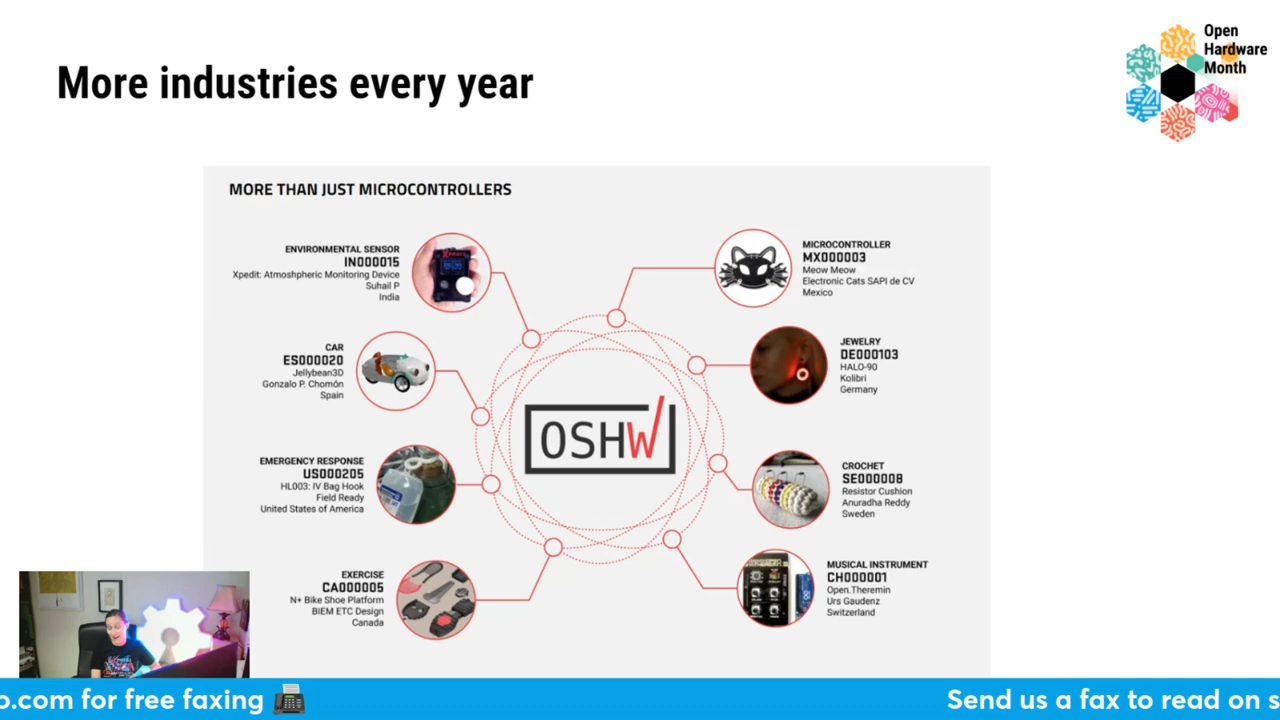 More industries every year
Open
Hardware
Month
MORE THAN JUST MICROCONTROLLERS
ENVIRONMENTAL SENSOR
IN000015
Xpedit: Atmoshpheric Monitoring Device
Suhail P
India
MICROCONTROLLER
MX000003
Meow Meow
Electronic Cats SAPI de CV
Mexico
CAR
ES000020
Jellybean3D
Gonzalo P. Chomón
Spain
JEWELRY
DE000103
HALO-90
Kolibri
Germany
OSHW
EMERGENCY RESPONSE
US000205
HL003: IV Bag Hook
Field Ready
United States of America
CROCHET
SE000008
Resistor Cushion
Anuradha Reddy
Sweden
EXERCISE
CA000005
N+ Bike Shoe Platform
BIEM ETC Design
Canada
MUSICAL INSTRUMENT
CH000001
Open.Theremin
Urs Gaudenz
Switzerland
o.com for free faxing
Send us a fax to read on s